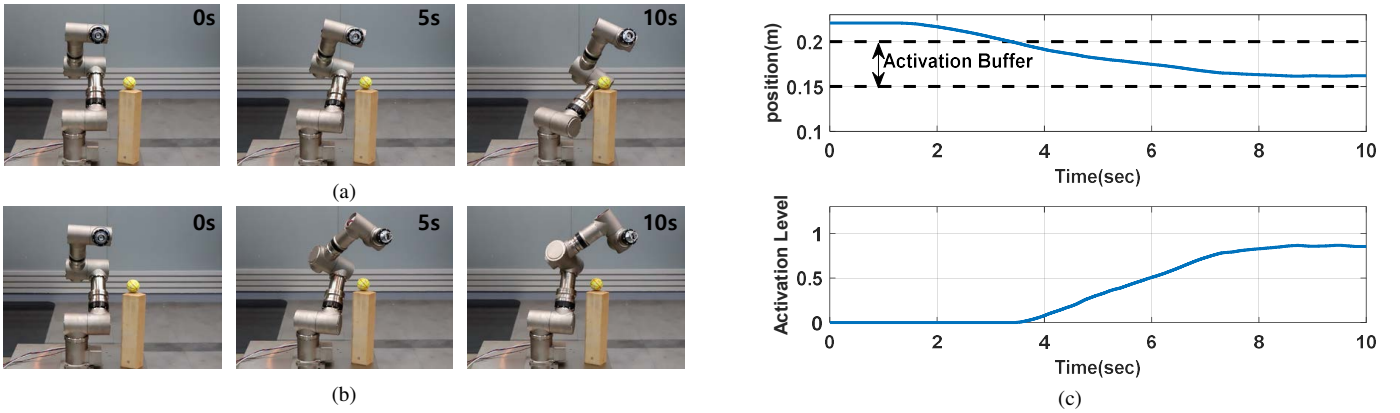 0s 5s 10s
(a)
0s 5s 10s
(b)
position(m)
0.2
0.15
0.1
Activation Buffer
0 2 4 6 8 10
Time(sec)
Activation Level
1
0.5
0
0 2 4 6 8 10
Time(sec)
(c)